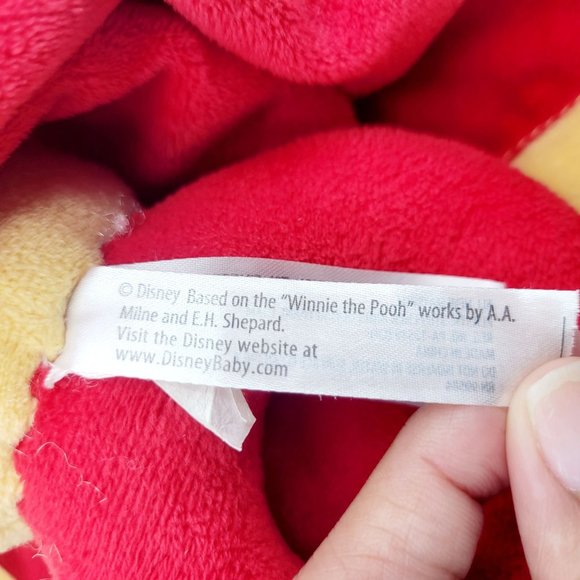 © Disney Based on the "Winnie the Pooh" works by A.A.
Milne and E.H. Shepard.
Visit the Disney website at
www.DisneyBaby.com